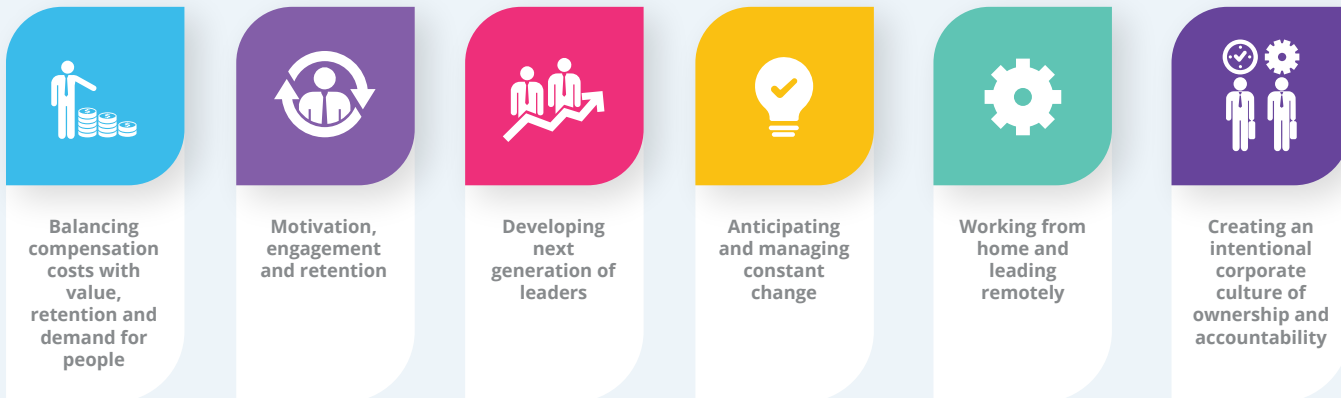 Balancing
compensation
costs with
value,
retention and
demand for
people
Motivation,
engagement
and retention
Developing
next
generation of
leaders
Anticipating
and managing
constant
change
Working from
home and
leading
remotely
Creating an
intentional
corporate
culture of
ownership and
accountability